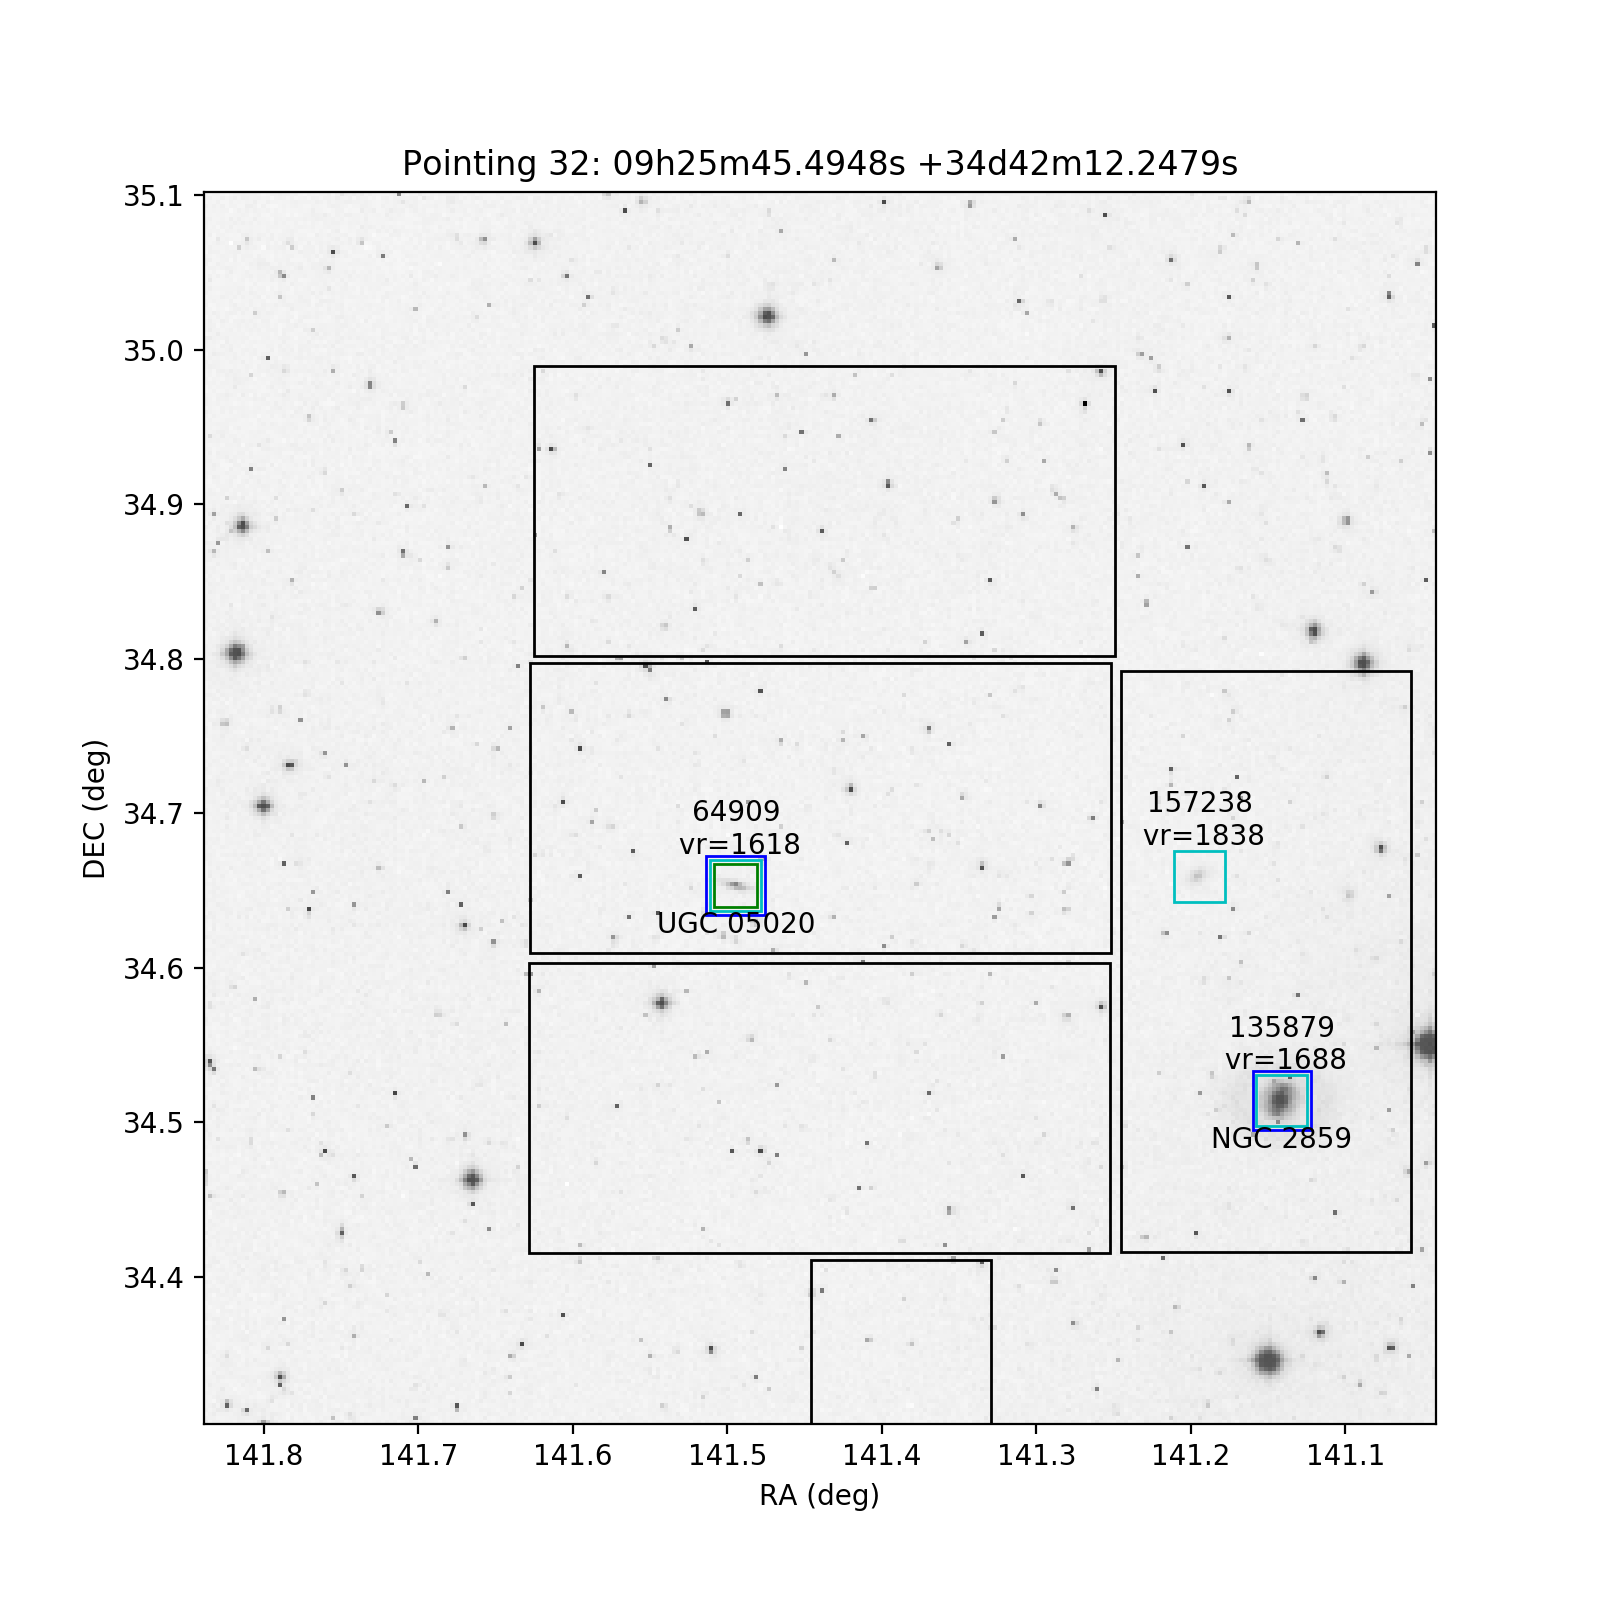 Pointing 32: 09h25m45.4948s +34d42m12.2479s
35.1
35.0
34.9
34.8
34.7
34.6
34.5
34.4
DEC (deg)
64909
vr=1618
UGC 05020
157238
vr=1838
135879
vr=1688
NGC 2859
141.8 141.7 141.6 141.5 141.4 141.3 141.2 141.1
RA (deg)